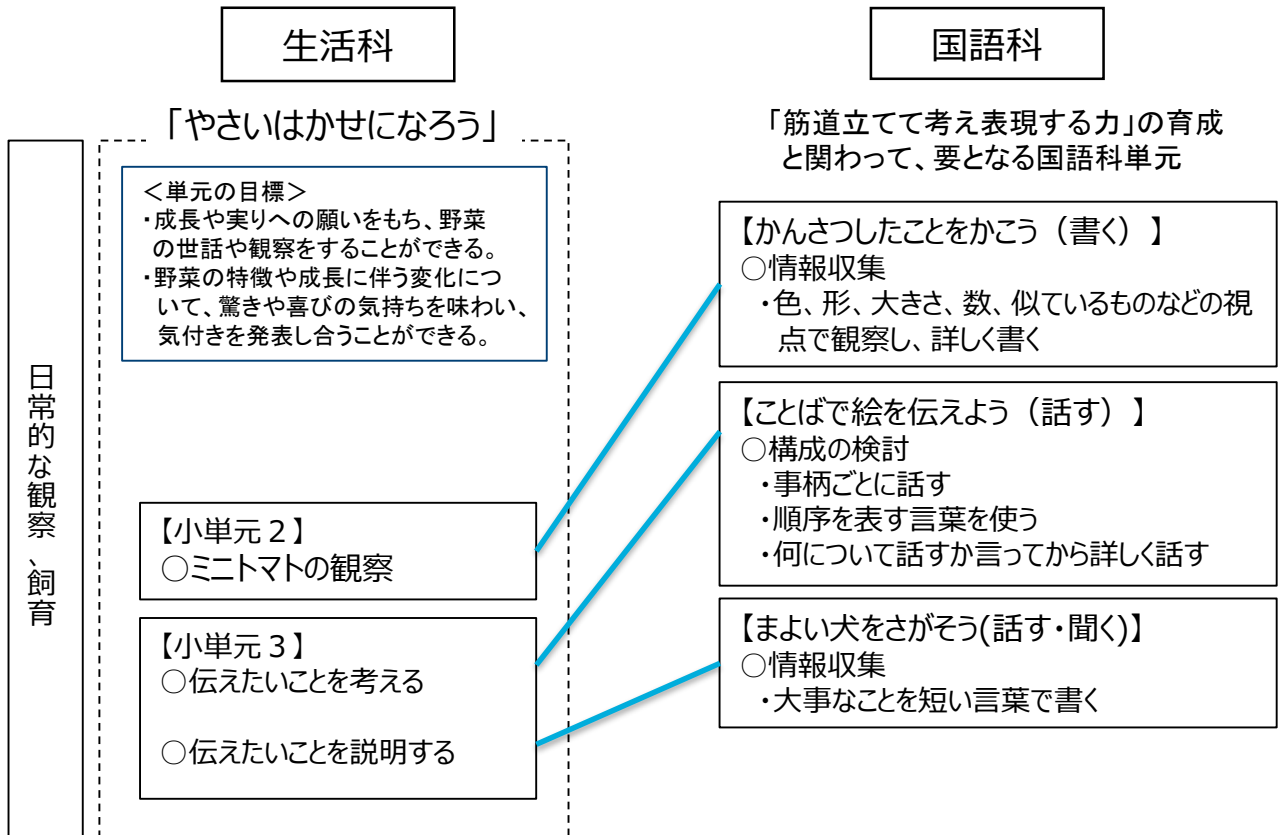 生活科
国語科
「やさいはかせになろう」
「筋道立てて考え表現する力」の育成
と関わって、要となる国語科単元
日常的な観察、飼育
＜単元の目標＞
・成長や実りへの願いをもち、野菜
の世話や観察をすることができる。
・野菜の特徴や成長に伴う変化につ
いて、驚きや喜びの気持ちを味わい、
気付きを発表し合うことができる。
【小単元２】
○ミニトマトの観察
【小単元３】
○伝えたいことを考える
○伝えたいことを説明する
【かんさつしたことをかこう（書く）】
○情報収集
・色、形、大きさ、数、似ているものなどの視
点で観察し、詳しく書く
【ことばで絵を伝えよう（話す）】
○構成の検討
・事柄ごとに話す
・順序を表す言葉を使う
・何について話すか言ってから詳しく話す
【まよい犬をさがそう(話す・聞く)】
○情報収集
・大事なことを短い言葉で書く